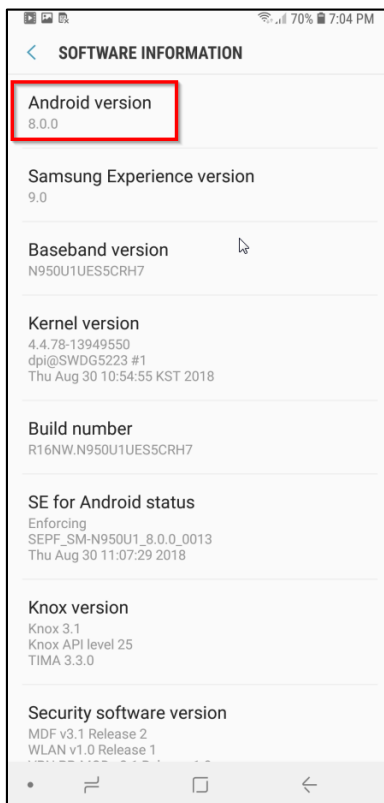 70% 7:04 PM
SOFTWARE INFORMATION
Android version
8.0.0
Samsung Experience version
9.0
Baseband version
N950U1UES5CRH7
Kernel version
4.4.78-13949550
dpi@SWDG5223 #1
Thu Aug 30 10:54:55 KST 2018
Build number
R16NW.N950U1UES5CRH7
SE for Android status
Enforcing
SEPF_SM-N950U1_8.0.0_0013
Thu Aug 30 11:07:29 2018
Knox version
Knox 3.1
Knox API level 25
TIMA 3.3.0
Security software version
MDF v3.1 Release 2
WLAN v1.0 Release 1